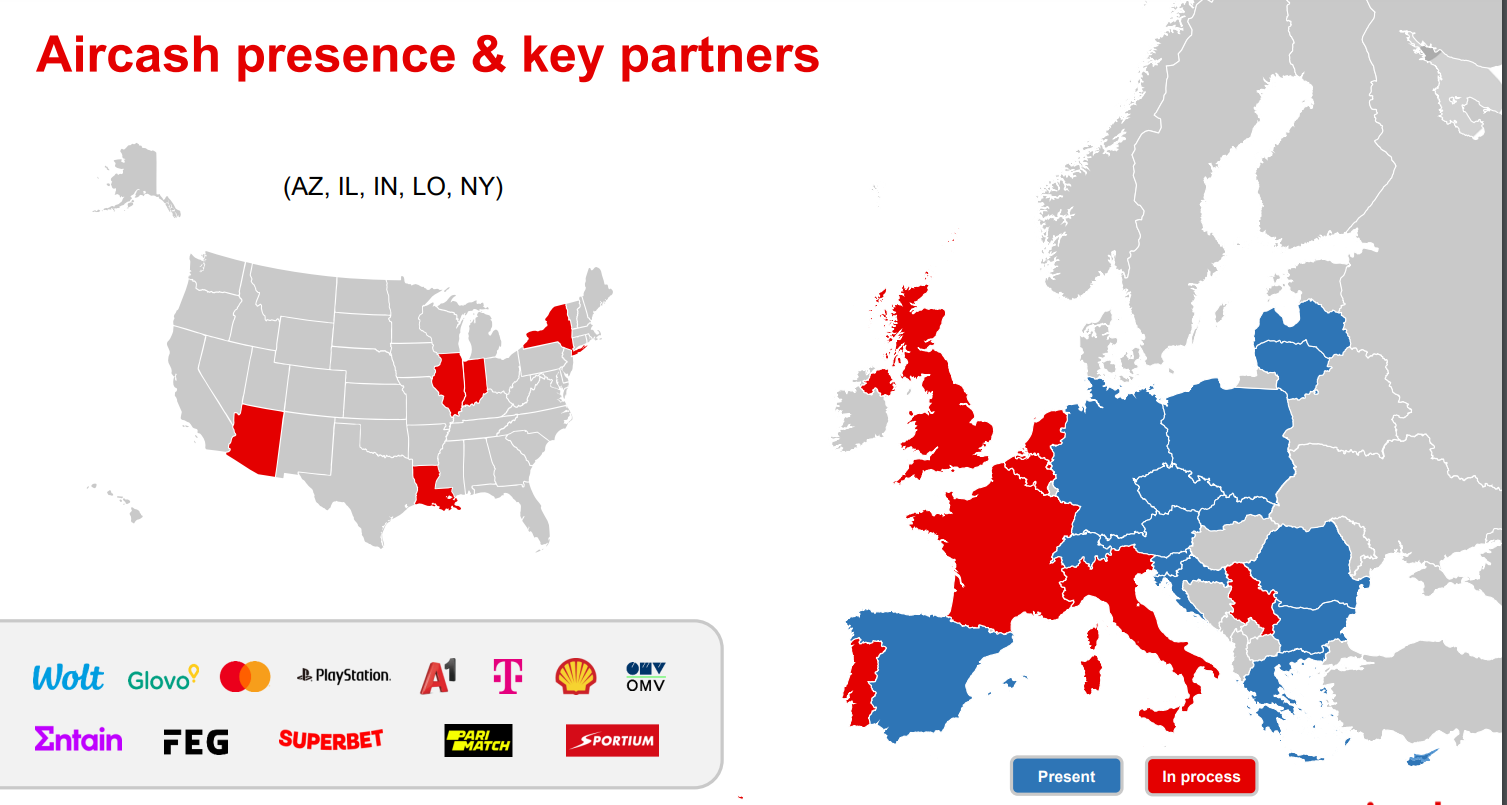 Aircash presence & key partners
(AZ, IL, IN, LO, NY)
Wolt Glovo PlayStation. A1 T OMV OMV
Entain FEG SUPERBET PARI MATCH SPORTIUM
Present In process